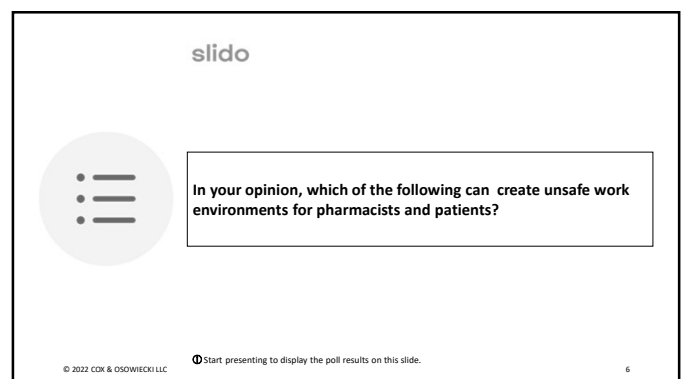 slido
In your opinion, which of the following can  create unsafe work
environments for pharmacists and patients?
ⓘ Start presenting to display the poll results on this slide.
© 2022 COX & OSOWIECKI LLC
6